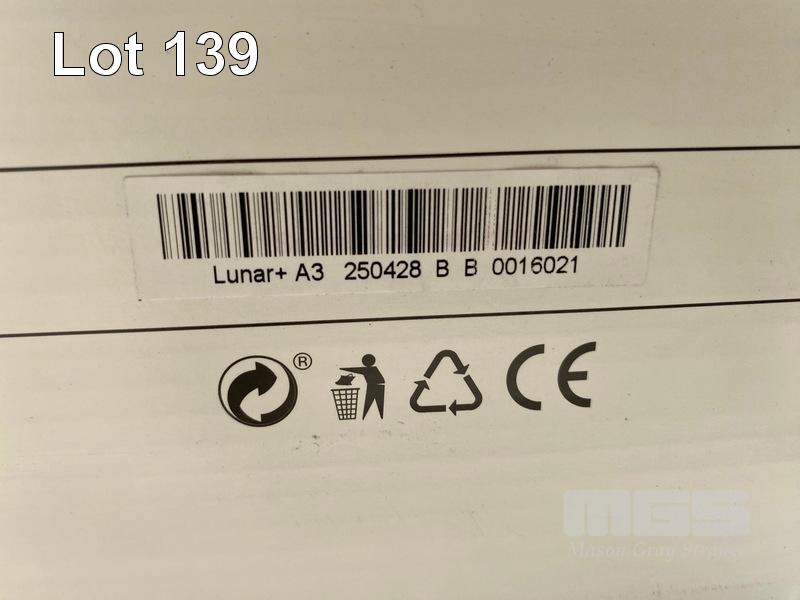 Lot 139
Lunar+ A3 250428 B B 0016021
®
CE
MGS
Mason Gray Strange